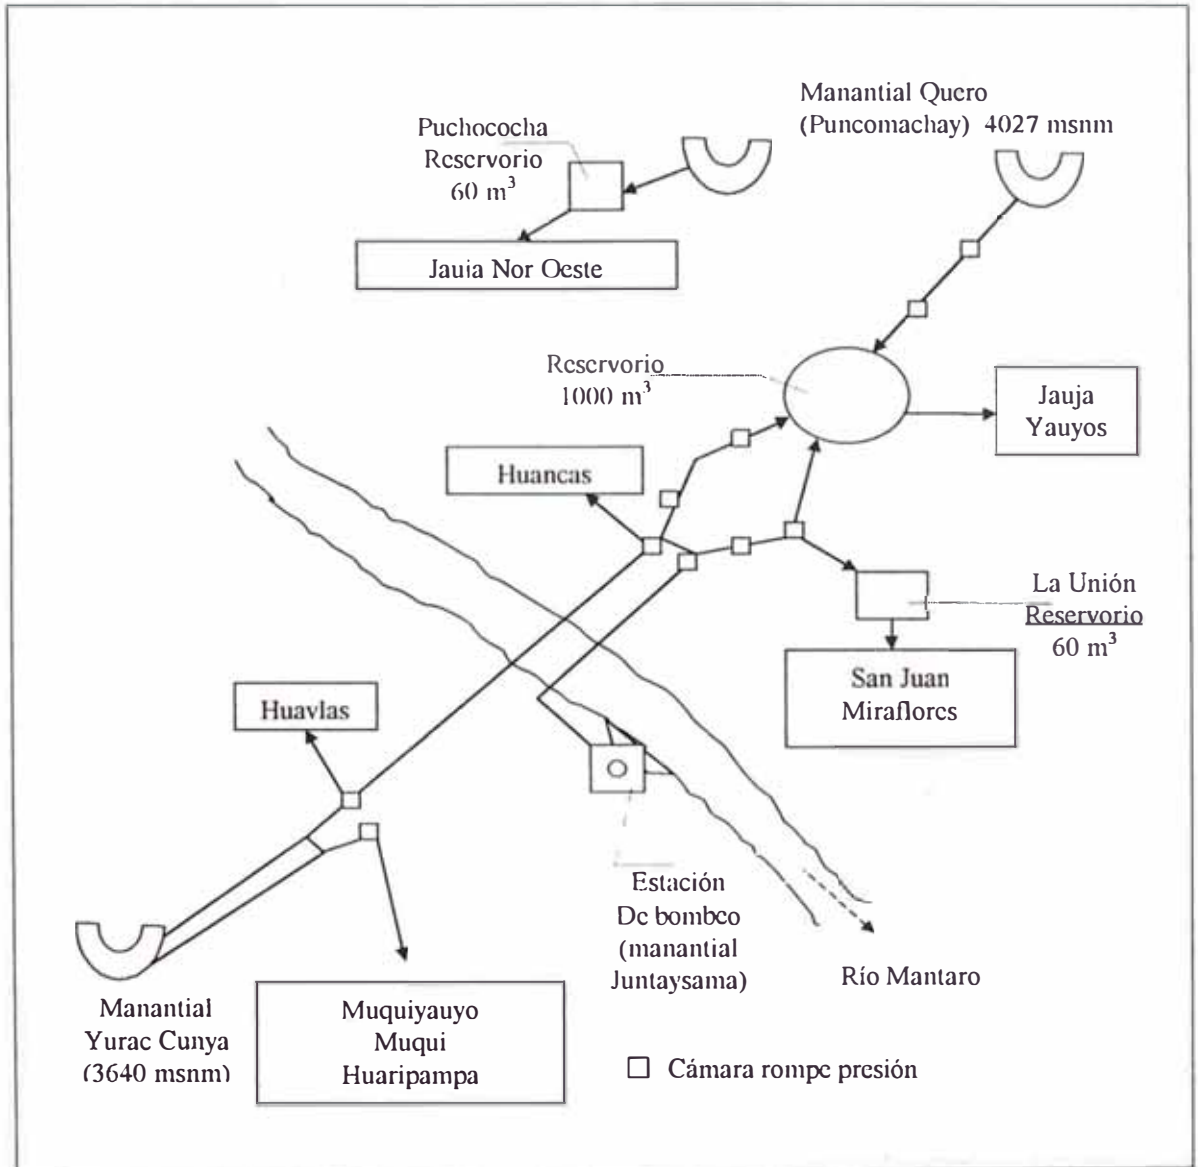 Manantial Quero
(Puncomachay) 4027 msnm
Puchococha
Reservorio
60 m³
Jauja Nor Oeste
Reservorio
1000 m³
Jauja
Yauyos
Huancas
La Unión
Reservorio
60 m³
San Juan
Miraflores
Huavlas
Estación
De bombeo
(manantial
Juntaysama)
Río Mantaro
Manantial
Yurac Cunya
(3640 msnm)
Muquiyauyo
Muqui
Huaripampa
Cámara rompe presión